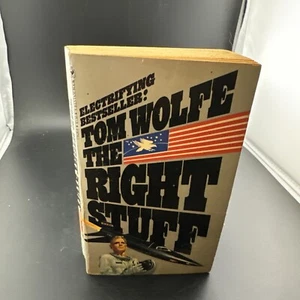 ELECTRIFYING
BESTSELLER:
TOM WOLFE
THE
RIGHT
STUFF